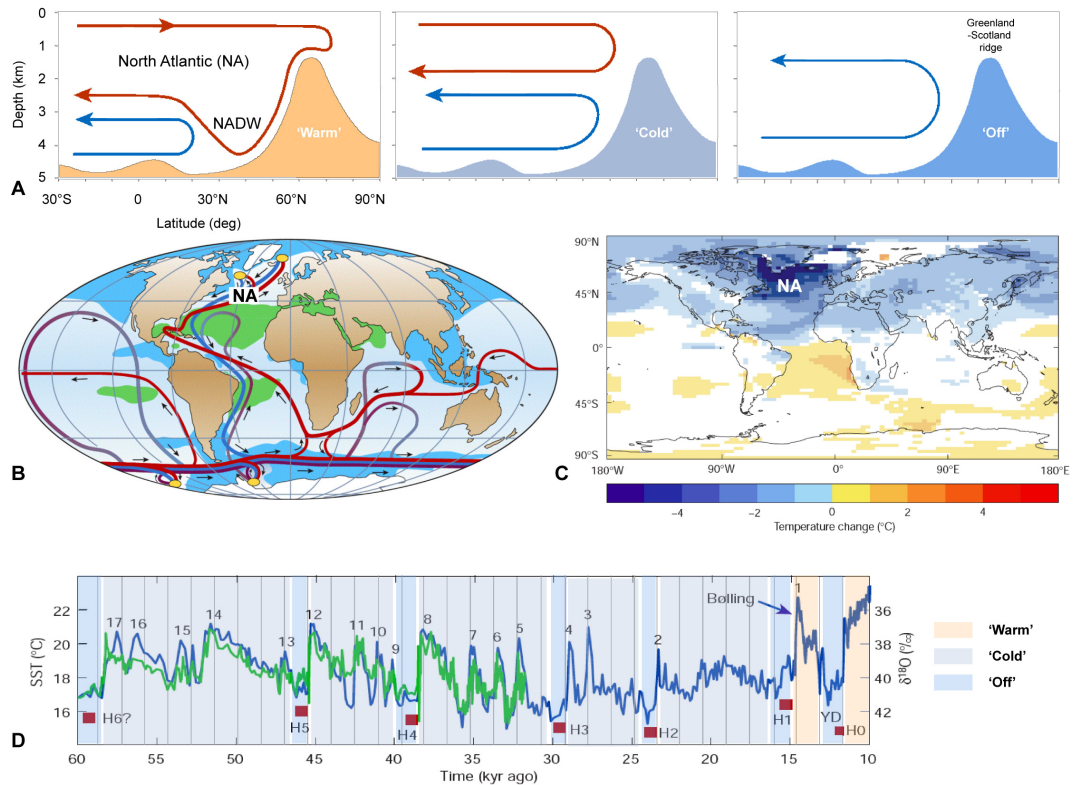 0
1
2
3
4
5
Depth (km)
North Atlantic (NA)
NADW
'Warm'
'Cold'
Greenland
-Scotland
ridge
'Off'
A
30°S
0
30°N
60°N
90°N
Latitude (deg)
NA
B
90°N
45°N
0°
45°S
90°S
NA
C
180°W
90°W
0°
90°E
180°E
-4
-2
0
2
4
Temperature change (°C)
22
20
18
16
SST (°C)
17
16
15
14
13
12
11
10
9
8
7
6
5
4
3
2
1
Bølling
H6?
H5
H4
H3
H2
H1
YD
H0
36
38
40
42
δ18O (‰)
D
60
55
50
45
40
35
30
25
20
15
10
Time (kyr ago)
'Warm'
'Cold'
'Off'